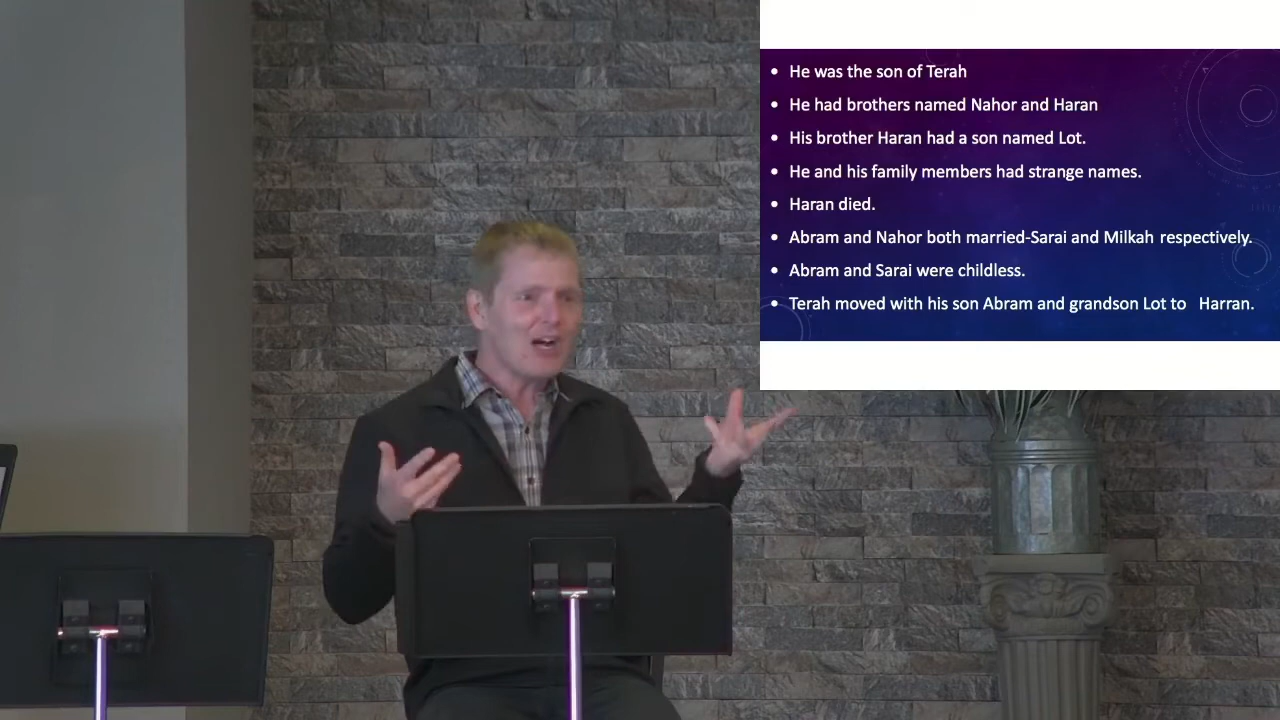 • He was the son of Terah
• He had brothers named Nahor and Haran
• His brother Haran had a son named Lot.
• He and his family members had strange names.
• Haran died.
• Abram and Nahor both married-Sarai and Milkah respectively.
• Abram and Sarai were childless.
• Terah moved with his son Abram and grandson Lot to Harran.